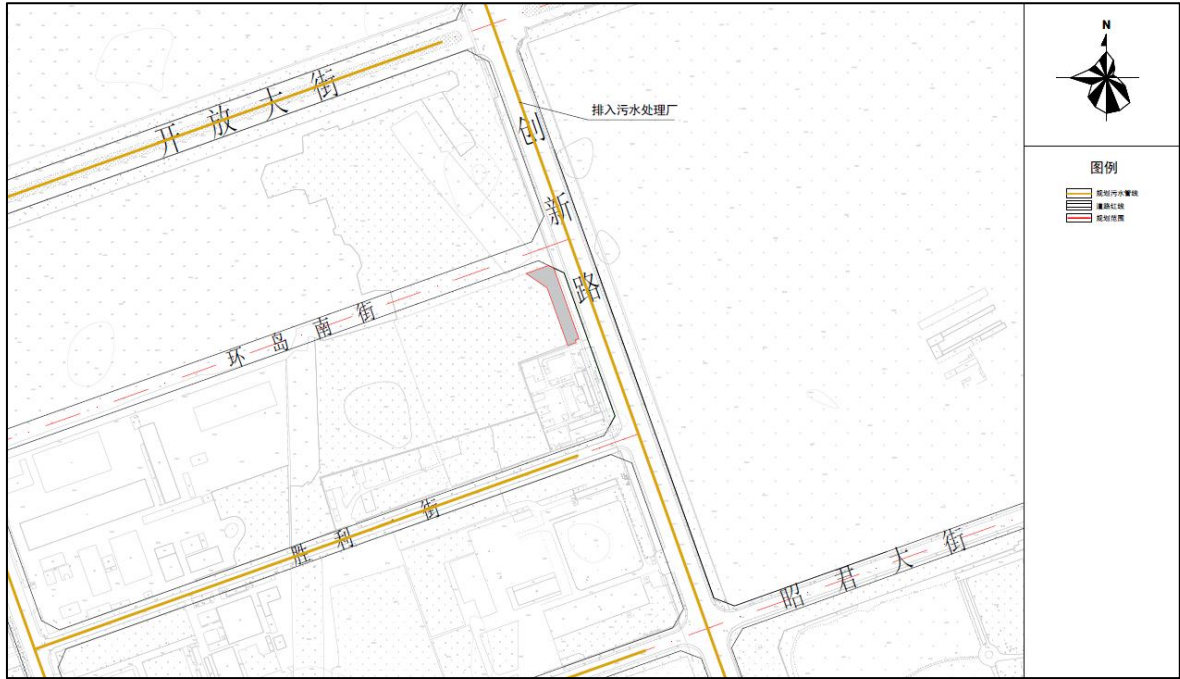 N
开放大街
排入污水处理厂
创新路
图例
规划污水管线
道路红线
规划范围
环岛南街
胜利街
昭君大街